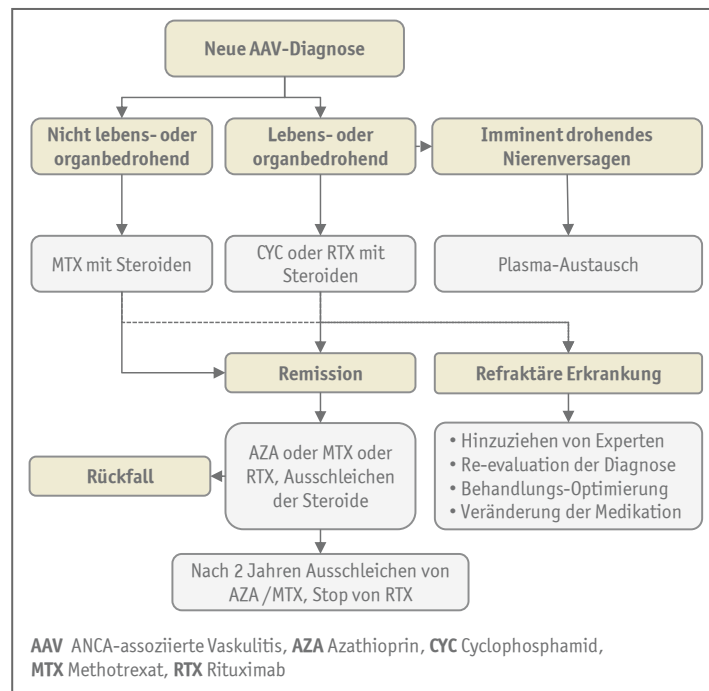 Neue AAV-Diagnose
Nicht lebens- oder
organbedrohend
Lebens- oder
organbedrohend
Imminent drohendes
Nierenversagen
MTX mit Steroiden
CYC oder RTX mit
Steroiden
Plasma-Austausch
Remission
Refraktäre Erkrankung
Rückfall
AZA oder MTX oder
RTX, Ausschleichen
der Steroide
• Hinzuziehen von Experten
• Re-evaluation der Diagnose
• Behandlungs-Optimierung
• Veränderung der Medikation
Nach 2 Jahren Ausschleichen von
AZA /MTX, Stop von RTX
AAV ANCA-assoziierte Vaskulitis, AZA Azathioprin, CYC Cyclophosphamid,
MTX Methotrexat, RTX Rituximab